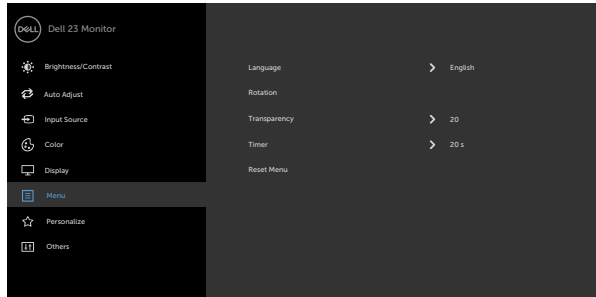 DELL Dell 23 Monitor
Brightness/Contrast
Auto Adjust
Input Source
Color
Display
Menu
Personalize
Others
Language English
Rotation
Transparency 20
Timer 20 s
Reset Menu